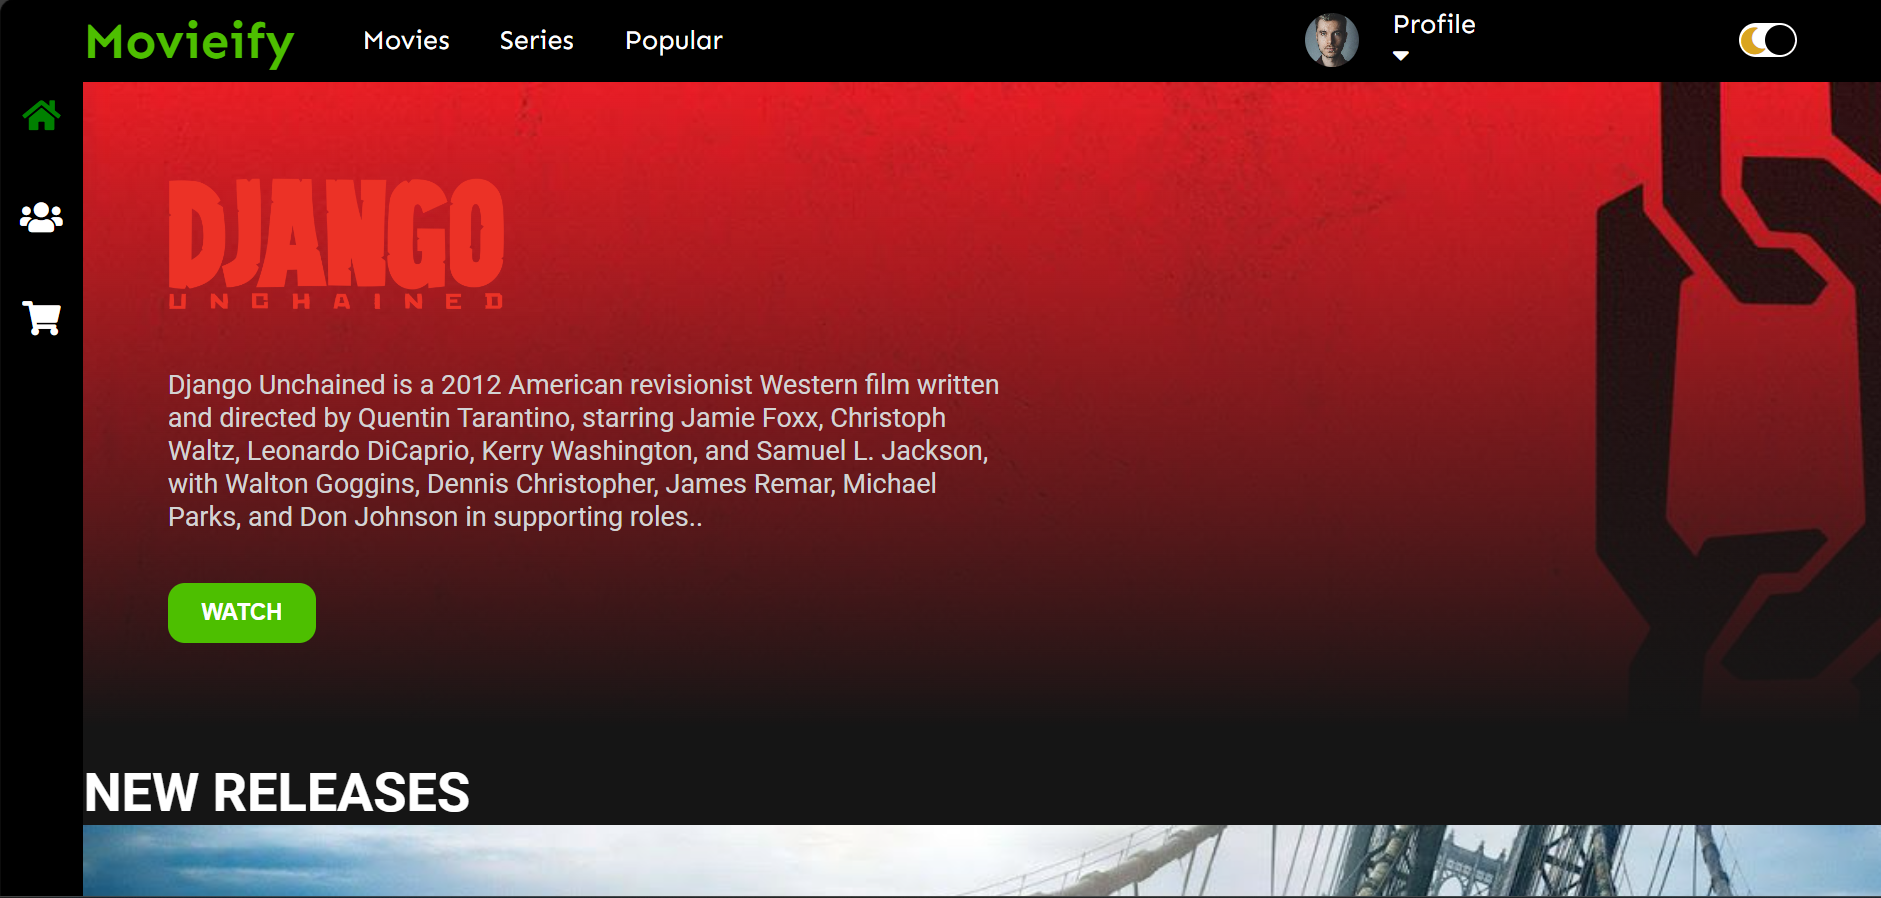 Movieify
Movies
Series
Popular
Profile
DJANGO
UNCHAINED
Django Unchained is a 2012 American revisionist Western film written
and directed by Quentin Tarantino, starring Jamie Foxx, Christoph
Waltz, Leonardo DiCaprio, Kerry Washington, and Samuel L. Jackson,
with Walton Goggins, Dennis Christopher, James Remar, Michael
Parks, and Don Johnson in supporting roles..
WATCH
NEW RELEASES